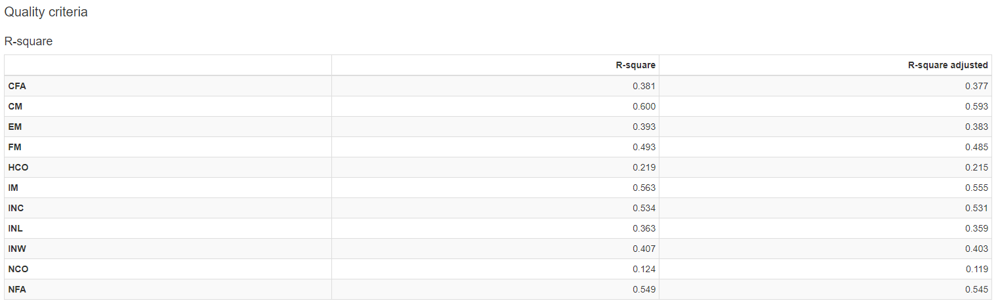 Quality criteria
R-square
R-square R-square adjusted
CFA 0.381 0.377
CM 0.600 0.593
EM 0.393 0.383
FM 0.493 0.485
HCO 0.219 0.215
IM 0.563 0.555
INC 0.534 0.531
INL 0.363 0.359
INW 0.407 0.403
NCO 0.124 0.119
NFA 0.549 0.545